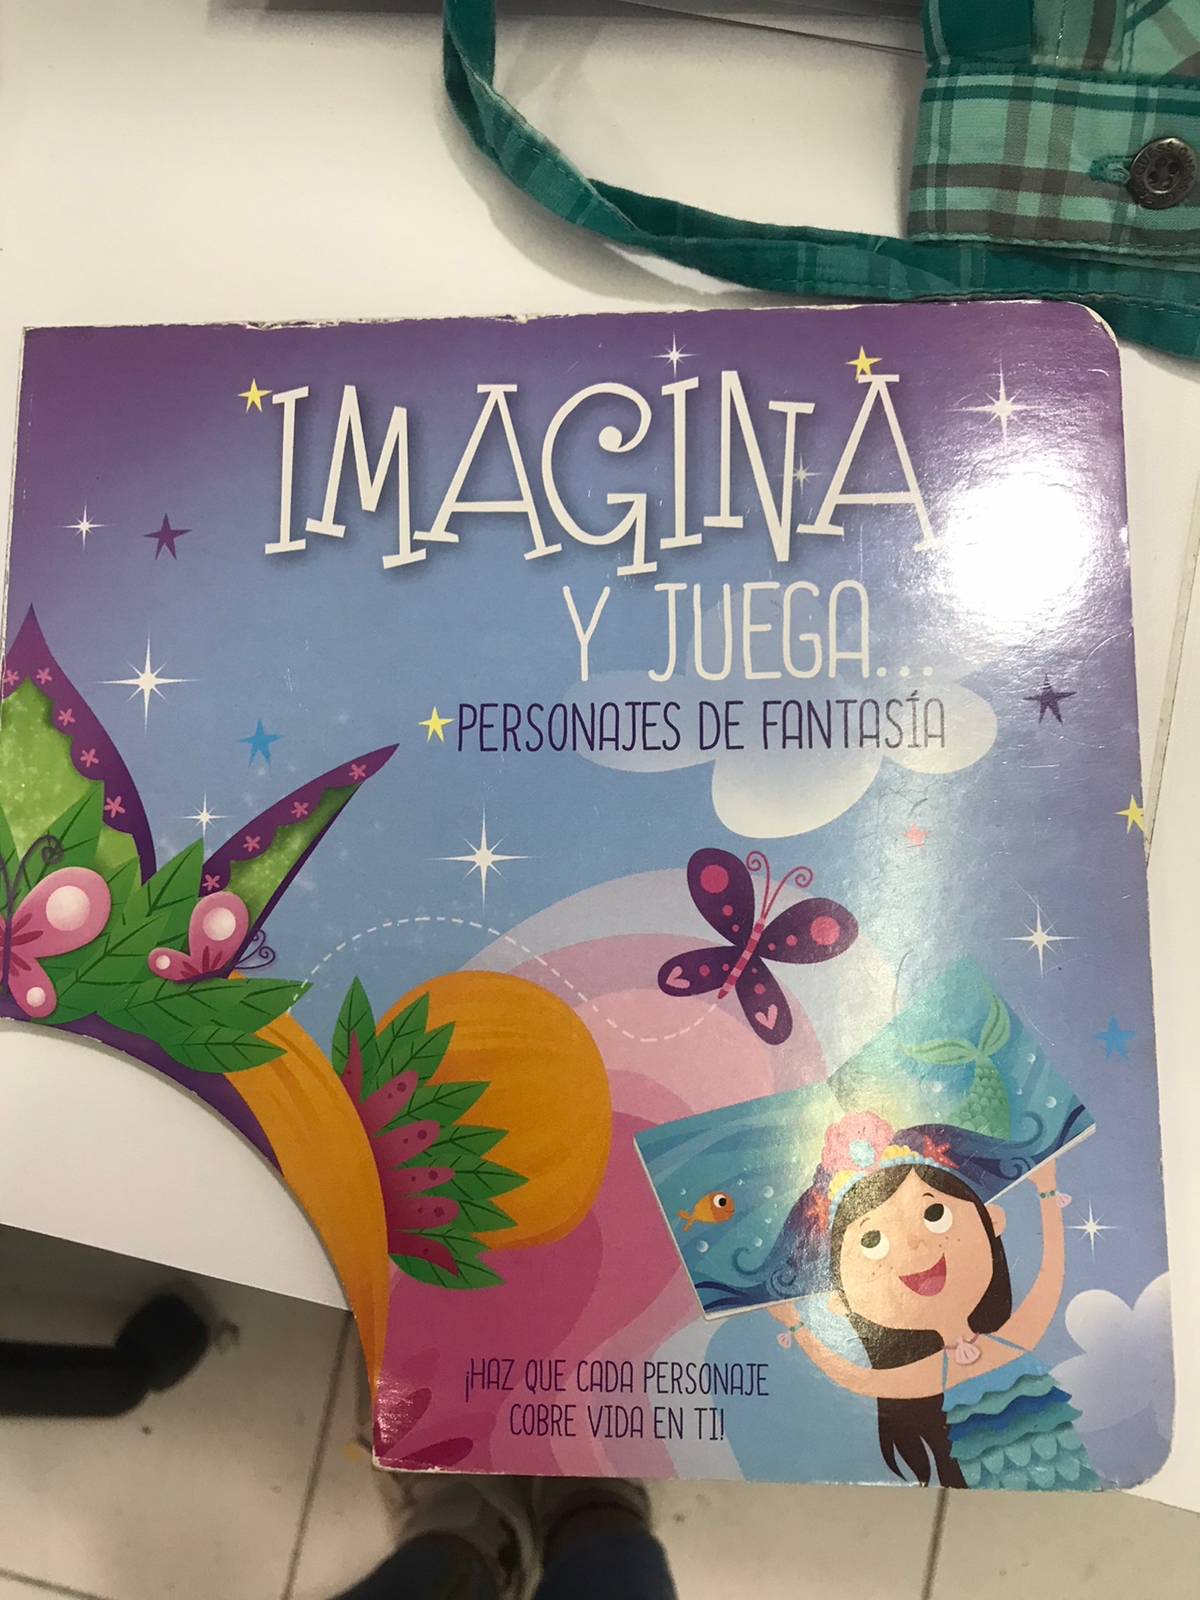 IMAGINA
Y JUEGA...
PERSONAJES DE FANTASÍA
¡HAZ QUE CADA PERSONAJE
COBRE VIDA EN TI!